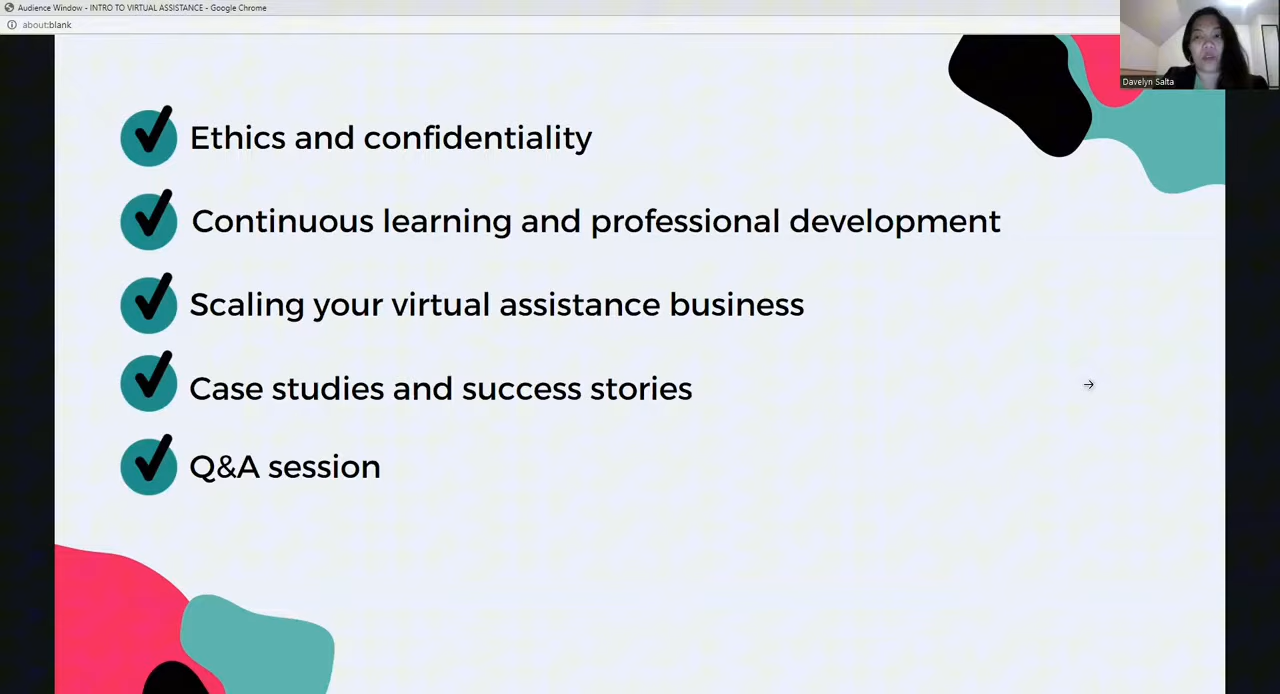 Audience Window - INTRO TO VIRTUAL ASSISTANCE - Google Chrome
about:blank
Davelyn Salta
Ethics and confidentiality
Continuous learning and professional development
Scaling your virtual assistance business
Case studies and success stories
Q&A session